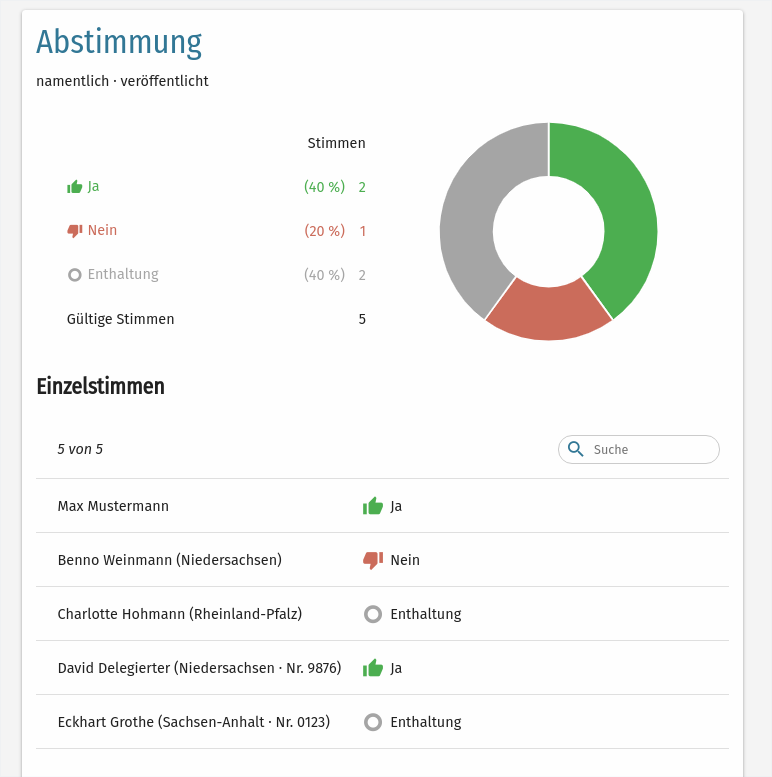 Abstimmung
namentlich · veröffentlicht
Stimmen
Ja (40 %) 2
Nein (20 %) 1
Enthaltung (40 %) 2
Gültige Stimmen 5
Einzelstimmen
5 von 5 Suche
Max Mustermann Ja
Benno Weinmann (Niedersachsen) Nein
Charlotte Hohmann (Rheinland-Pfalz) Enthaltung
David Delegierter (Niedersachsen · Nr. 9876) Ja
Eckhart Grothe (Sachsen-Anhalt · Nr. 0123) Enthaltung